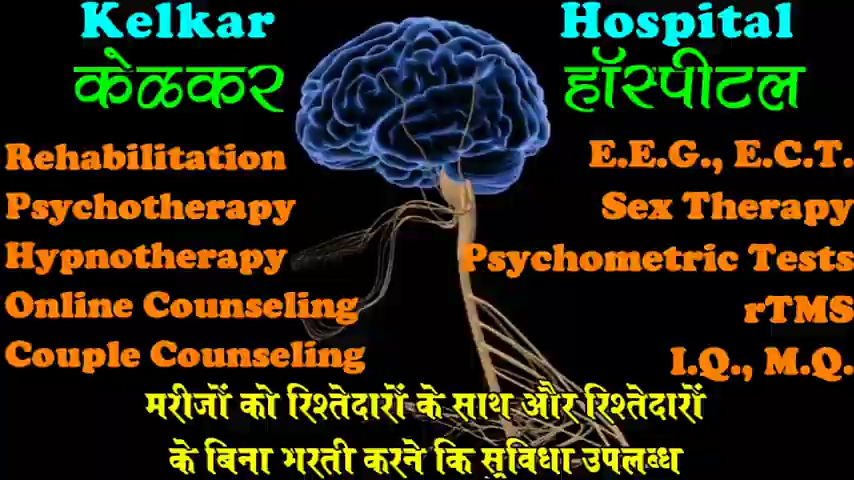 Kelkar Hospital
केळकर हॉस्पीटल
Rehabilitation
Psychotherapy
Hypnotherapy
Online Counseling
Couple Counseling
E.E.G., E.C.T.
Sex Therapy
Psychometric Tests
rTMS
I.Q., M.Q.
मरीजों को रिश्तेदारों के साथ और रिश्तेदारों
के बिना भरती करने कि सुविधा उपलब्ध